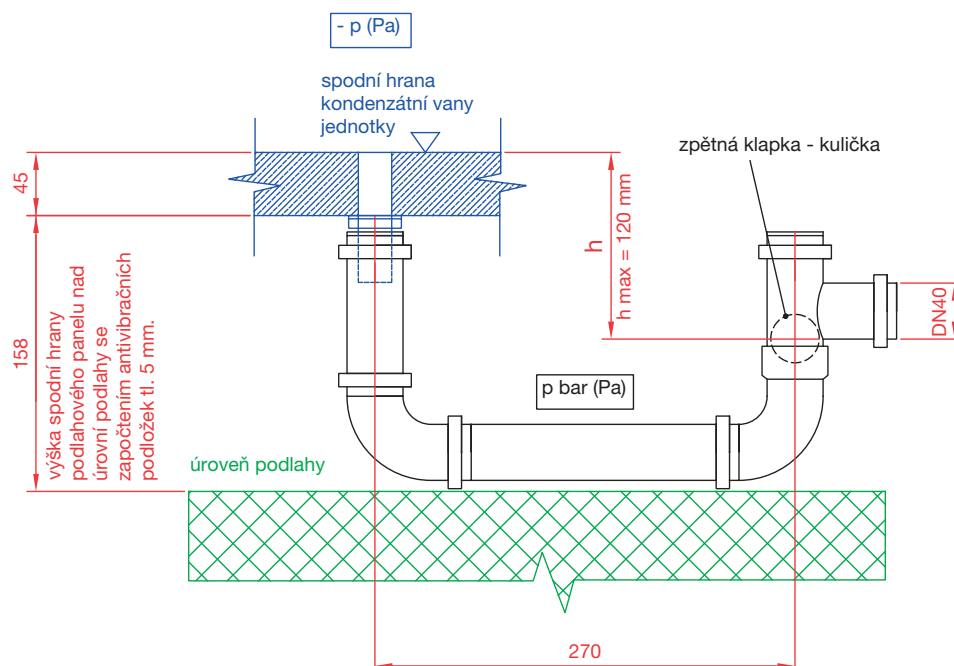 - p (Pa)
spodní hrana
kondenzátní vany
jednotky
zpětná klapka - kulička
45
h
h max = 120 mm
DN40
158
výška spodní hrany
podlahového panelu nad
úrovní podlahy se
započtením antivibračních
podložek tl. 5 mm.
p bar (Pa)
úroveň podlahy
270